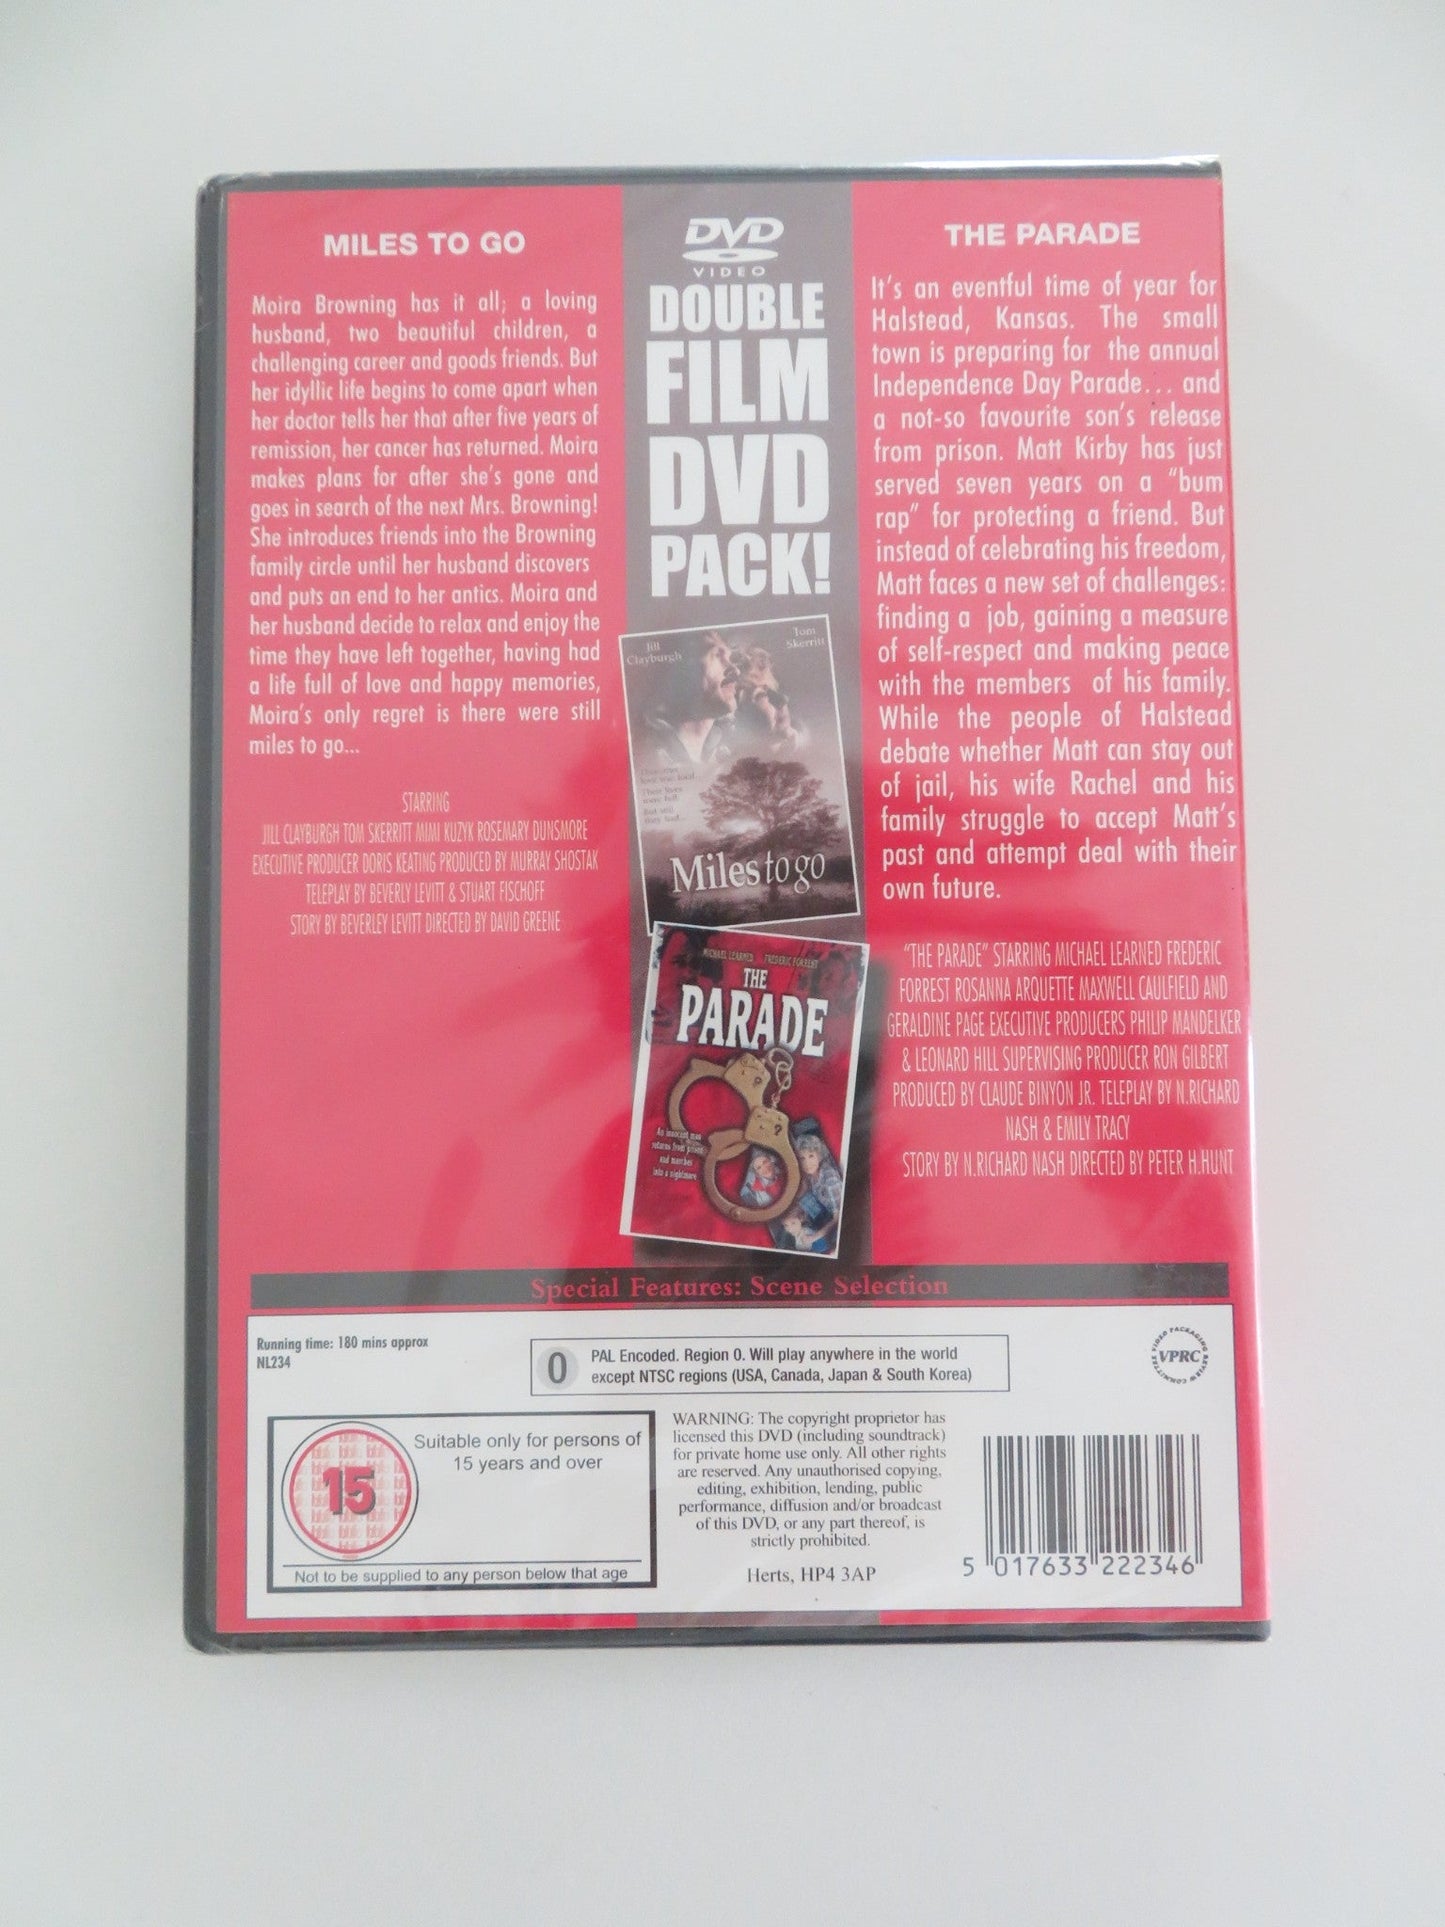 MILES TO GO
Moira Browning has it all; a loving
husband, two beautiful children, a
challenging career and goods friends. But
her idyllic life begins to come apart when
her doctor tells her that after five years of
remission, her cancer has returned. Moira
makes plans for after she's gone and
goes in search of the next Mrs. Browning!
She introduces friends into the Browning
family circle until her husband discovers
and puts an end to her antics. Moira and
her husband decide to relax and enjoy the
time they have left together, having had
a life full of love and happy memories,
Moira's only regret is there were still
miles to go...
STARRING
JILL CLAYBURGH TOM SKERRITT MIMI KUZYK ROSEMARY DUNSMORE
EXECUTIVE PRODUCER DORIS KEATING PRODUCED BY MURRAY SHOSTAK
TELEPLAY BY BEVERLY LEVITT & STUART FISCHOFF
STORY BY BEVERLEY LEVITT DIRECTED BY DAVID GREENE
DVD
VIDEO
DOUBLE
FILM
DVD
PACK!
Jill
Clayburgh
Tom
Skerritt
Miles to go
MICHAEL LEARNED FREDERIC FORREST
THE
PARADE
An innocent man
returns from prison
and marches
into a nightmare
THE PARADE
It's an eventful time of year for
Halstead, Kansas. The small
town is preparing for the annual
Independence Day Parade... and
a not-so favourite son's release
from prison. Matt Kirby has just
served seven years on a "bum
rap" for protecting a friend. But
instead of celebrating his freedom,
Matt faces a new set of challenges:
finding a job, gaining a measure
of self-respect and making peace
with the members of his family.
While the people of Halstead
debate whether Matt can stay out
of jail, his wife Rachel and his
family struggle to accept Matt's
past and attempt deal with their
own future.
"THE PARADE" STARRING MICHAEL LEARNED FREDERIC
FORREST ROSANNA ARQUETTE MAXWELL CAULFIELD AND
GERALDINE PAGE EXECUTIVE PRODUCERS PHILIP MANDELKER
& LEONARD HILL SUPERVISING PRODUCER RON GILBERT
PRODUCED BY CLAUDE BINYON JR. TELEPLAY BY N.RICHARD
NASH & EMILY TRACY
STORY BY N.RICHARD NASH DIRECTED BY PETER H.HUNT
Special Features: Scene Selection
Running time: 180 mins approx
NL234
0
PAL Encoded. Region 0. Will play anywhere in the world
except NTSC regions (USA, Canada, Japan & South Korea)
VIDEO PACKAGING REVIEW COMMITTEE
VPRC
15
Suitable only for persons of
15 years and over
Not to be supplied to any person below that age
WARNING: The copyright proprietor has
licensed this DVD (including soundtrack)
for private home use only. All other rights
are reserved. Any unauthorised copying,
editing, exhibition, lending, public
performance, diffusion and/or broadcast
of this DVD, or any part thereof, is
strictly prohibited.
Herts, HP4 3AP
5 017633 222346